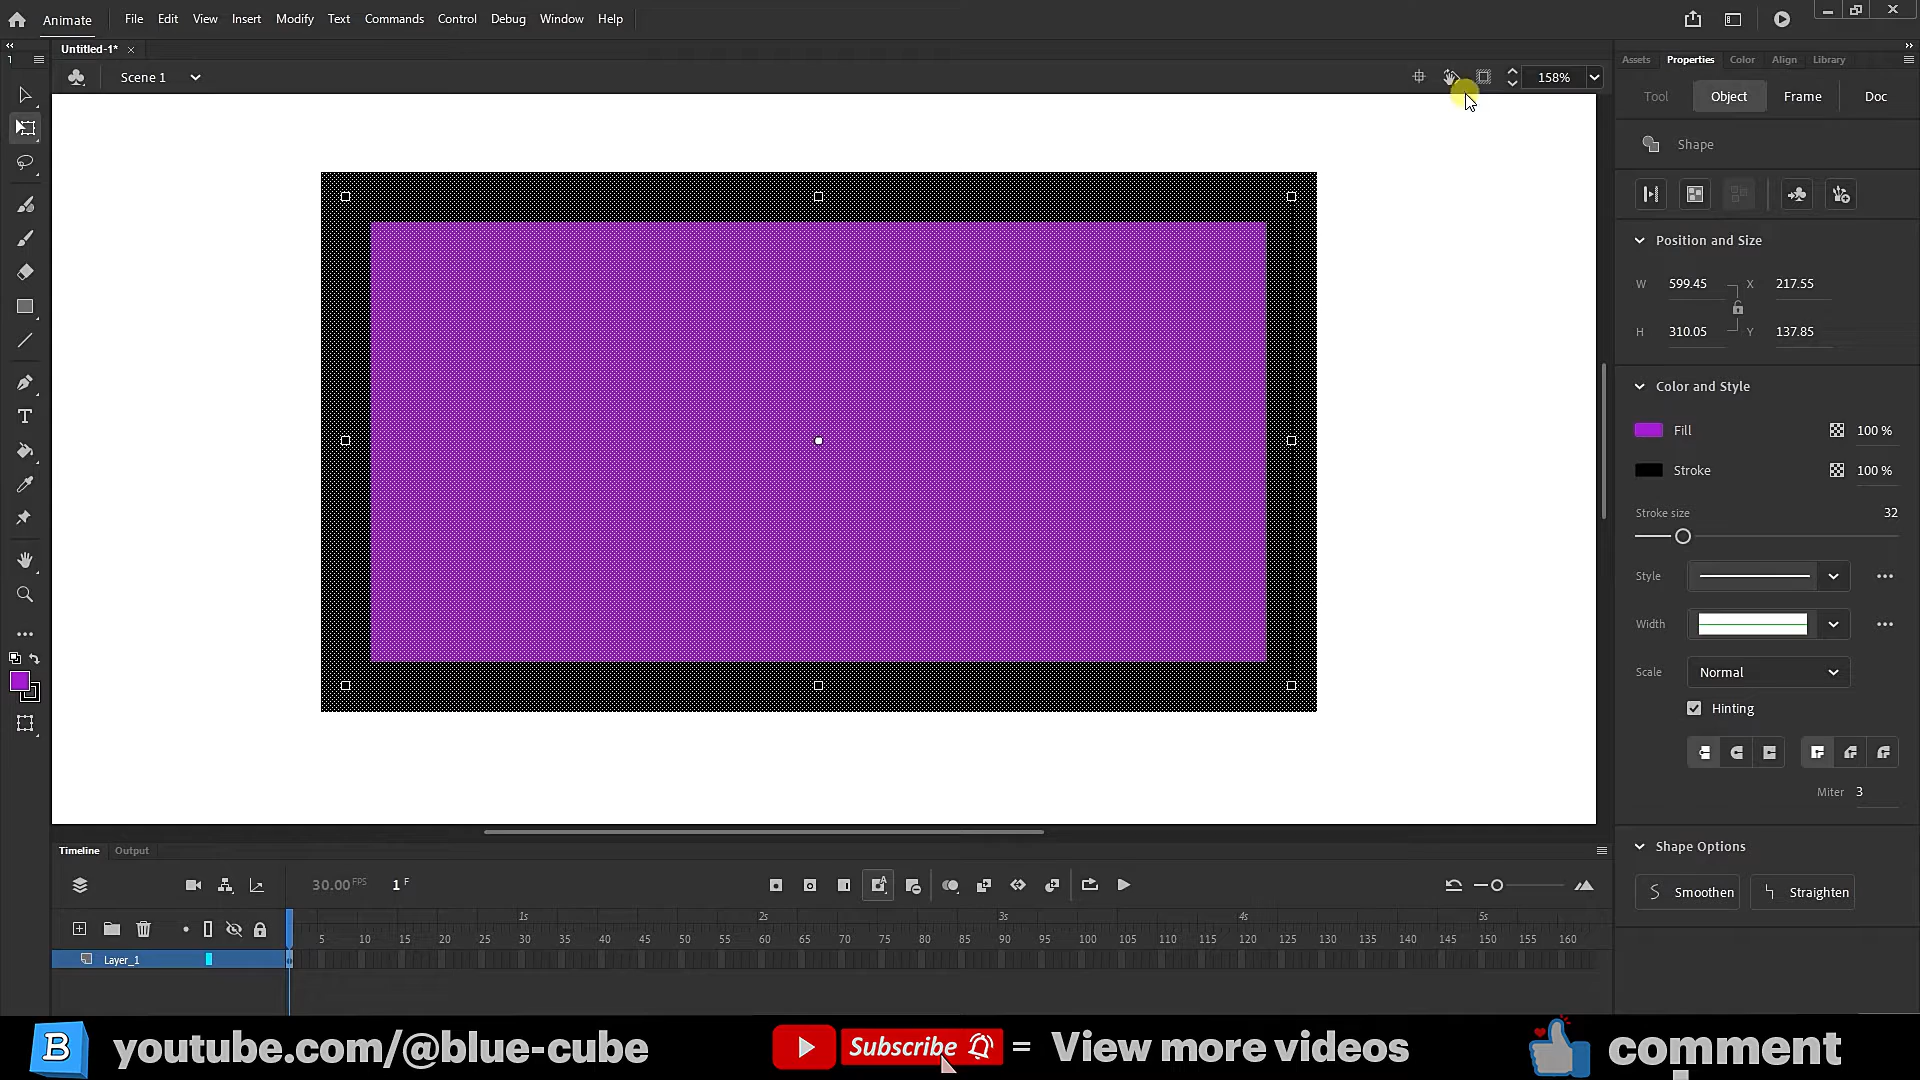 Animate File Edit View Insert Modify Text Commands Control Debug Window Help
Untitled-1* ×
1
Scene 1
158%
Assets Properties Color Align Library
Tool Object Frame Doc
Shape
Position and Size
W 599.45 X 217.55
H 310.05 Y 137.85
Color and Style
Fill 100 %
Stroke 100 %
Stroke size 32
Style
Width
Scale Normal
Hinting
Miter 3
Shape Options
Smoothen Straighten
T
Timeline Output
30.00 FPS 1 F
1s 2s 3s 4s 5s
5 10 15 20 25 30 35 40 45 50 55 60 65 70 75 80 85 90 95 100 105 110 115 120 125 130 135 140 145 150 155 160
Layer_1
B youtube.com/@blue-cube Subscribe = View more videos comment